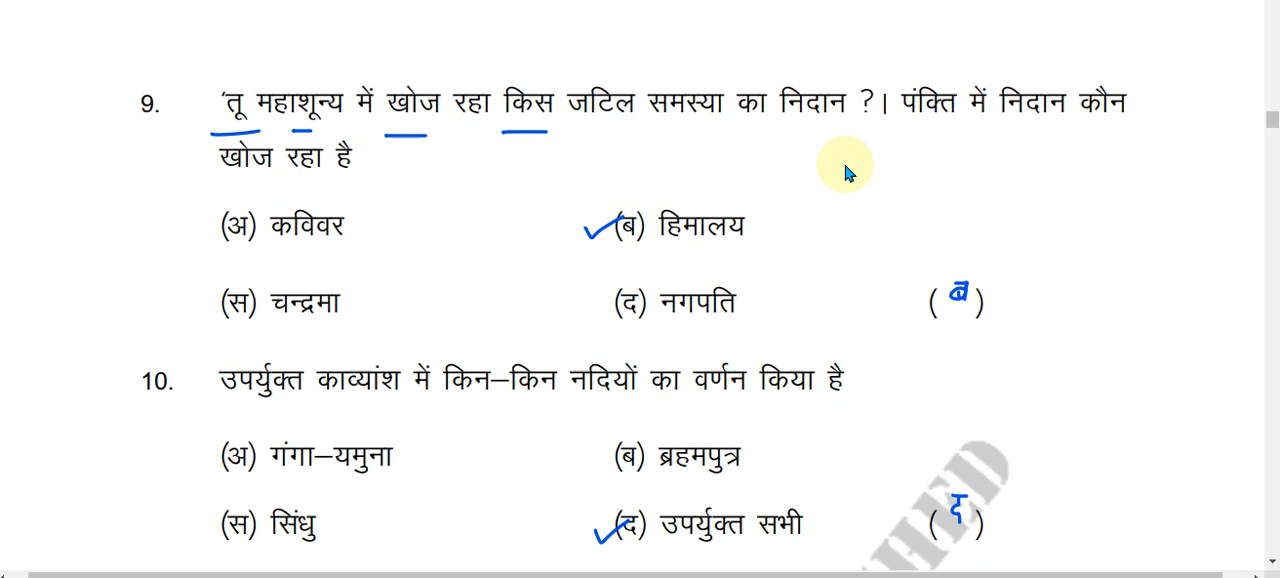 9. 'तू महाशून्य में खोज रहा किस जटिल समस्या का निदान ?। पंक्ति में निदान कौन
खोज रहा है
(अ) कविवर (ब) हिमालय
(स) चन्द्रमा (द) नगपति ( ब )
10. उपर्युक्त काव्यांश में किन–किन नदियों का वर्णन किया है
(अ) गंगा–यमुना (ब) ब्रहमपुत्र
(स) सिंधु (द) उपर्युक्त सभी ( द )
HED